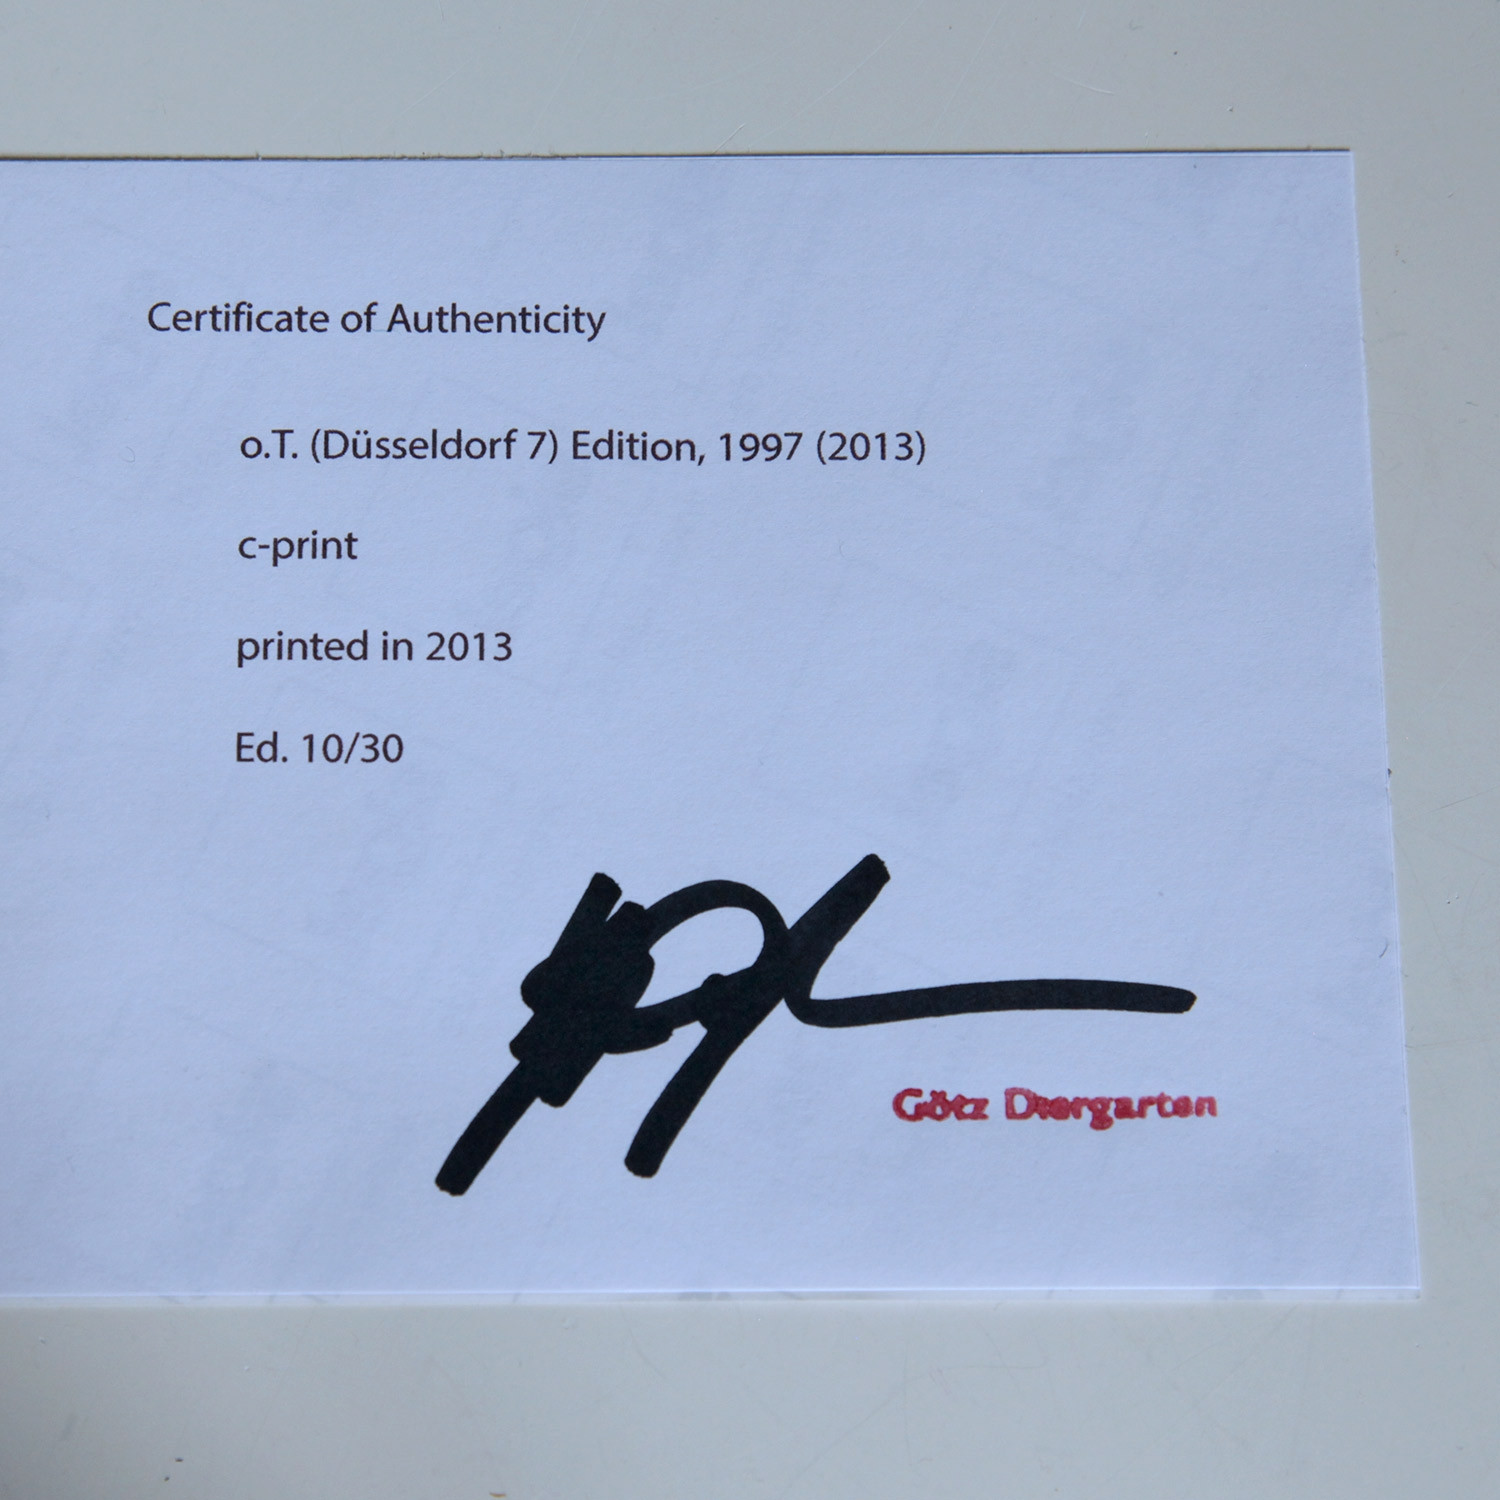 Certificate of Authenticity
o.T. (Düsseldorf 7) Edition, 1997 (2013)
c-print
printed in 2013
Ed. 10/30
Götz Diergarten